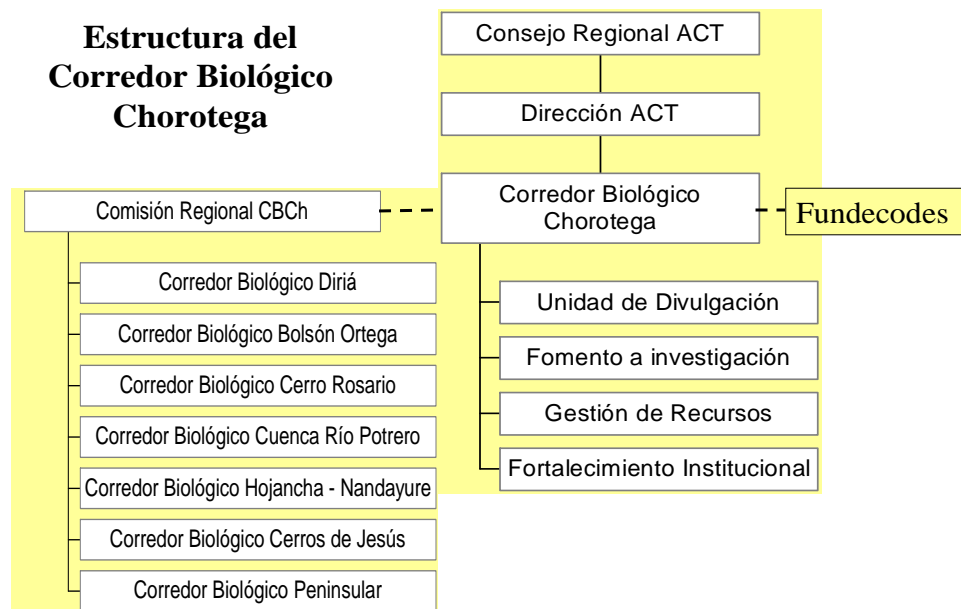 Estructura del
Corredor Biológico
Chorotega
Consejo Regional ACT
Dirección ACT
Corredor Biológico
Chorotega
Fundecodes
Comisión Regional CBCh
Corredor Biológico Diriá
Corredor Biológico Bolsón Ortega
Corredor Biológico Cerro Rosario
Corredor Biológico Cuenca Río Potrero
Corredor Biológico Hojancha - Nandayure
Corredor Biológico Cerros de Jesús
Corredor Biológico Peninsular
Unidad de Divulgación
Fomento a investigación
Gestión de Recursos
Fortalecimiento Institucional